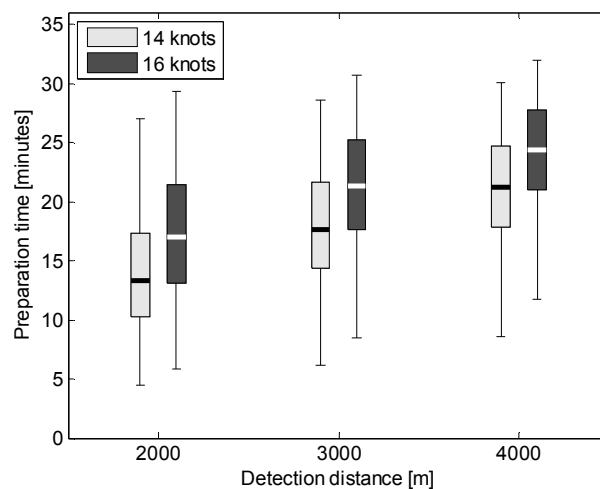 35
30
25
20
15
10
5
0
Preparation time [minutes]
14 knots
16 knots
2000 3000 4000
Detection distance [m]